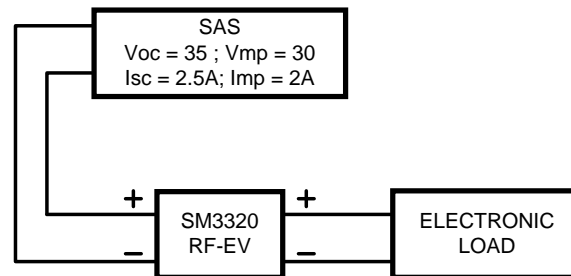 SAS
Voc = 35 ; Vmp = 30
Isc = 2.5A; Imp = 2A
+
+
SM3320
RF-EV
ELECTRONIC
LOAD
−
−